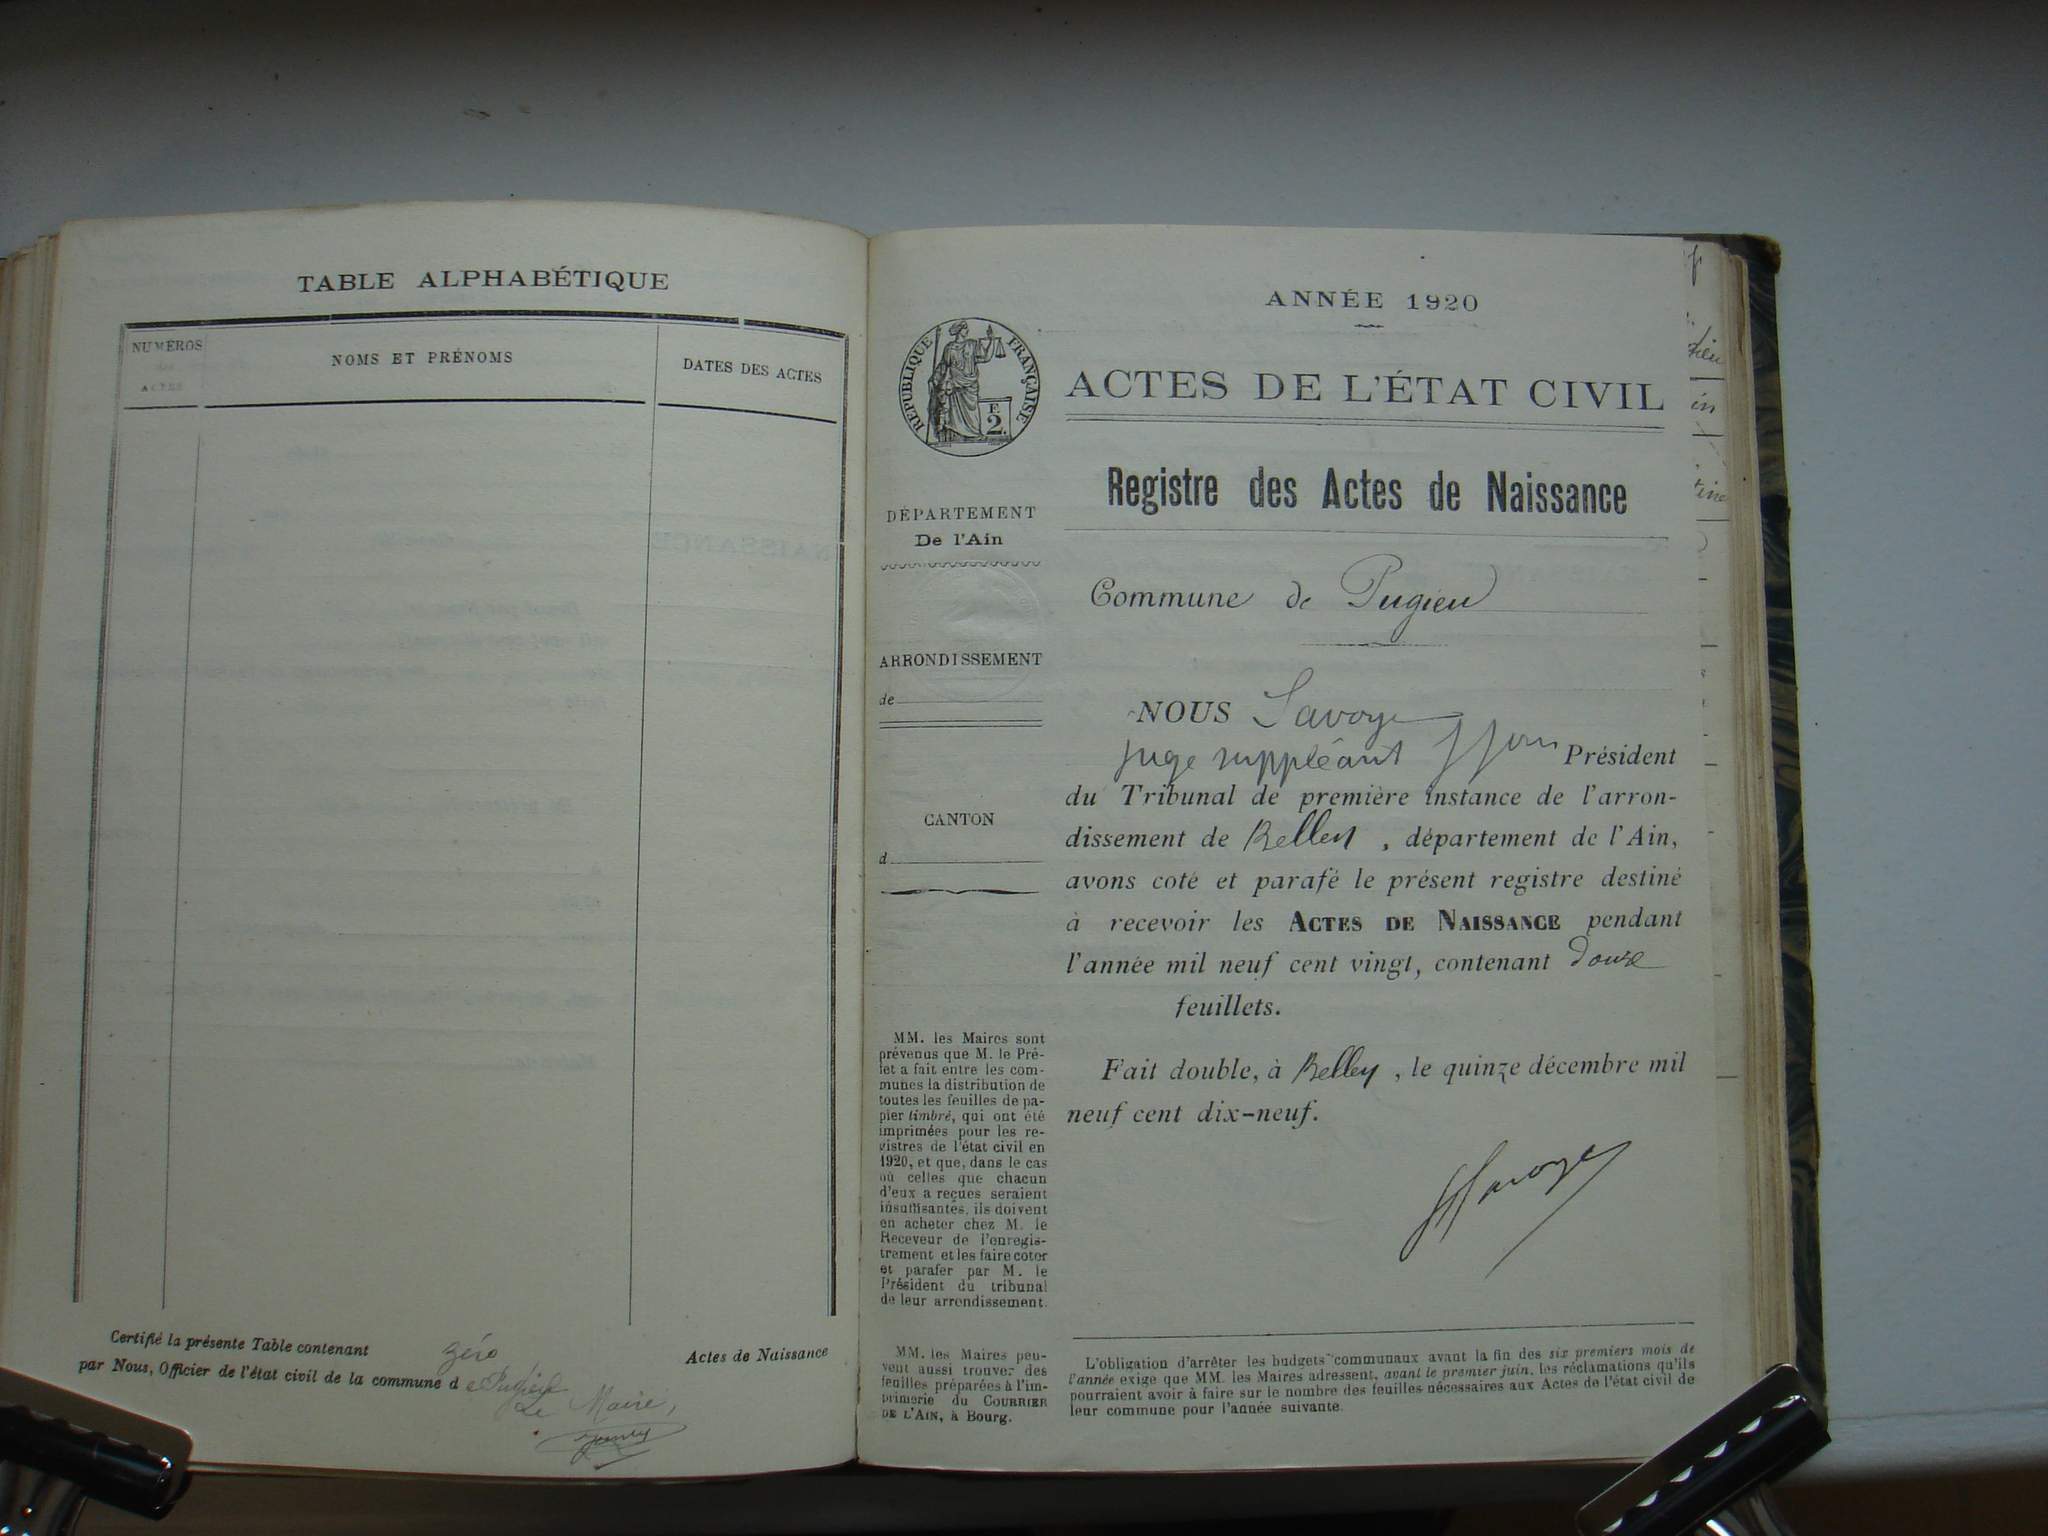 TABLE ALPHABÉTIQUE
NUMÉROS
ACTES
NOMS ET PRÉNOMS
DATES DES ACTES
Certifié la présente Table contenant zéro Actes de Naissance
par Nous, Officier de l'état civil de la commune de Pugieu
Le Maire,
ANNÉE 1920
RÉPUBLIQUE FRANÇAISE
F.
2
ACTES DE L'ÉTAT CIVIL
Registre des Actes de Naissance
DÉPARTEMENT
De l'Ain
Commune de Pugieu
ARRONDISSEMENT
de
CANTON
d
NOUS Savoye
juge suppléant Président
du Tribunal de première instance de l'arron-
dissement de Belley, département de l'Ain,
avons coté et parafé le présent registre destiné
à recevoir les ACTES DE NAISSANCE pendant
l'année mil neuf cent vingt, contenant douze
feuillets.
Fait double, à Belley, le quinze décembre mil
neuf cent dix-neuf.
Savoye
MM. les Maires sont
prévenus que M. le Pré-
fet a fait entre les com-
munes la distribution de
toutes les feuilles de pa-
pier timbré, qui ont été
imprimées pour les re-
gistres de l'état civil en
1920, et que, dans le cas
où celles que chacun
d'eux a reçues seraient
insuffisantes, ils doivent
en acheter chez M. le
Receveur de l'enregis-
trement et les faire coter
et parafer par M. le
Président du tribunal
de leur arrondissement.
MM. les Maires peu-
vent aussi trouver des
feuilles préparées à l'im-
primerie du COURRIER
DE L'AIN, à Bourg.
L'obligation d'arrêter les budgets communaux avant la fin des six premiers mois de
l'année exige que MM. les Maires adressent, avant le premier juin, les réclamations qu'ils
pourraient avoir à faire sur le nombre des feuilles nécessaires aux Actes de l'état civil de
leur commune pour l'année suivante.